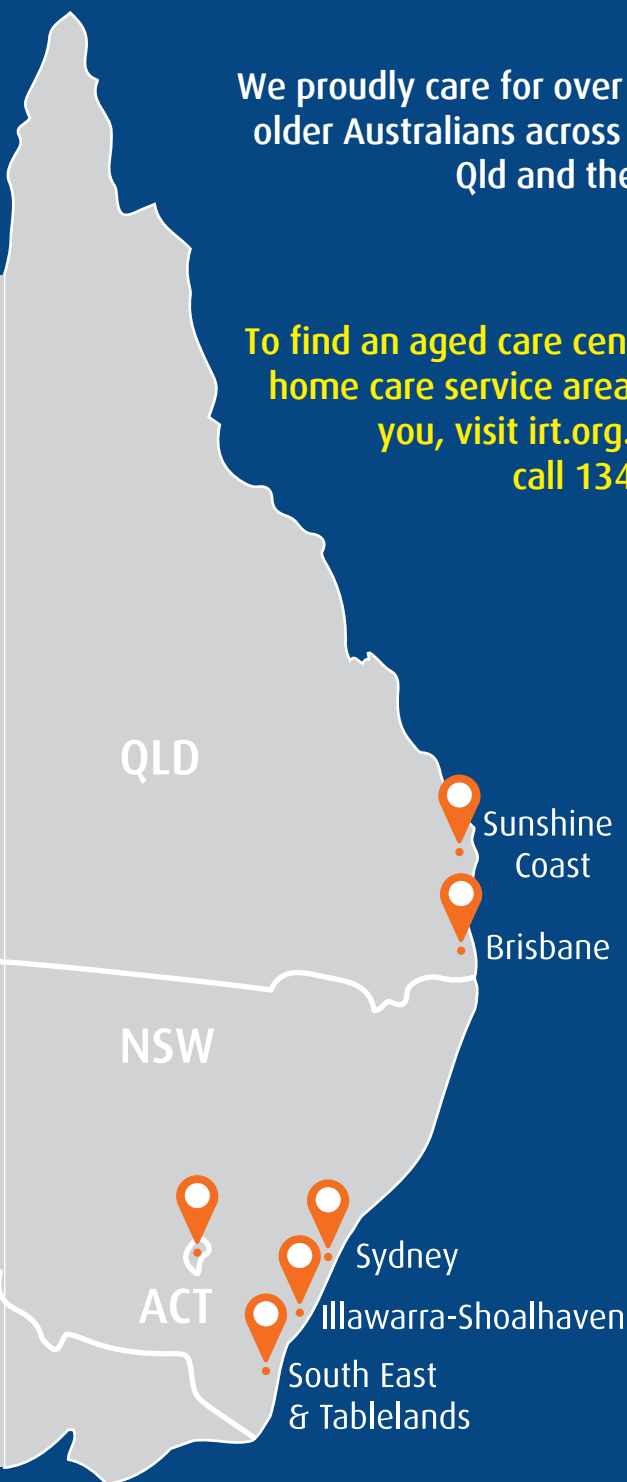 We proudly care for over
older Australians across
Qld and the
To find an aged care cen
home care service area
you, visit irt.org.
call 134
QLD
Sunshine
Coast
Brisbane
NSW
Sydney
ACT
Illawarra-Shoalhaven
South East
& Tablelands